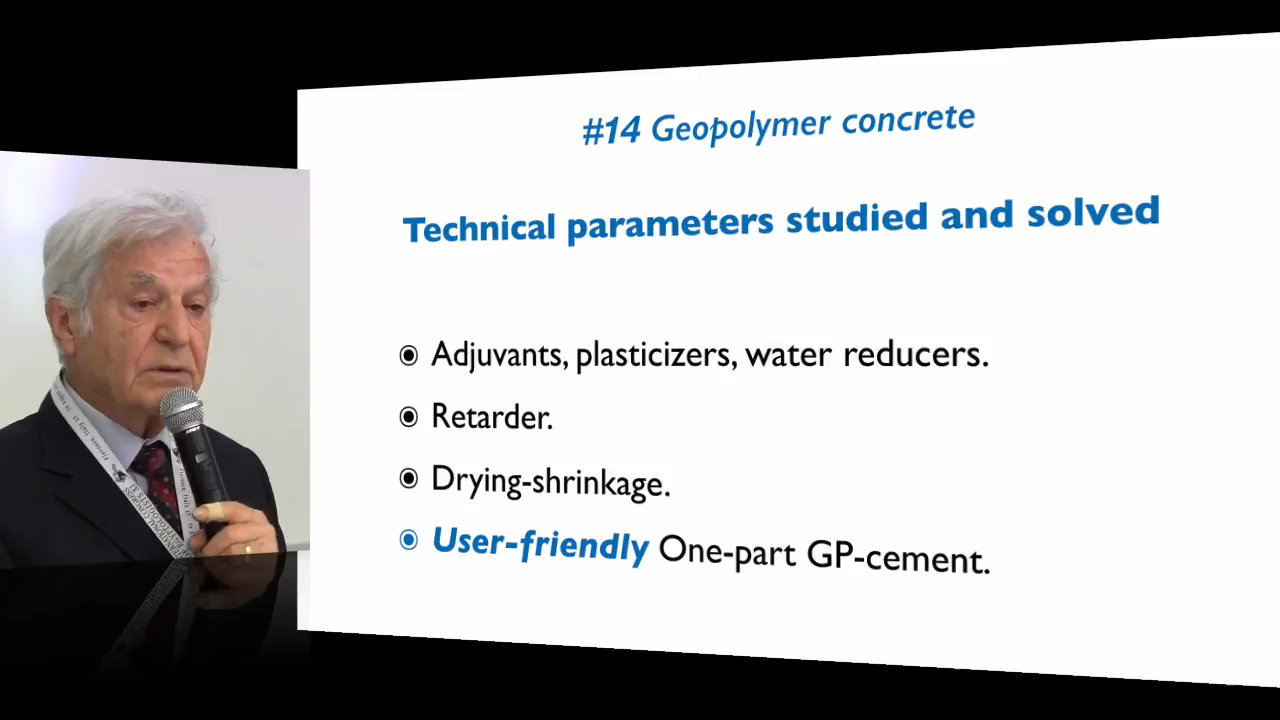 #14 Geopolymer concrete
Technical parameters studied and solved
Adjuvants, plasticizers, water reducers.
Retarder.
Drying-shrinkage.
User-friendly One-part GP-cement.